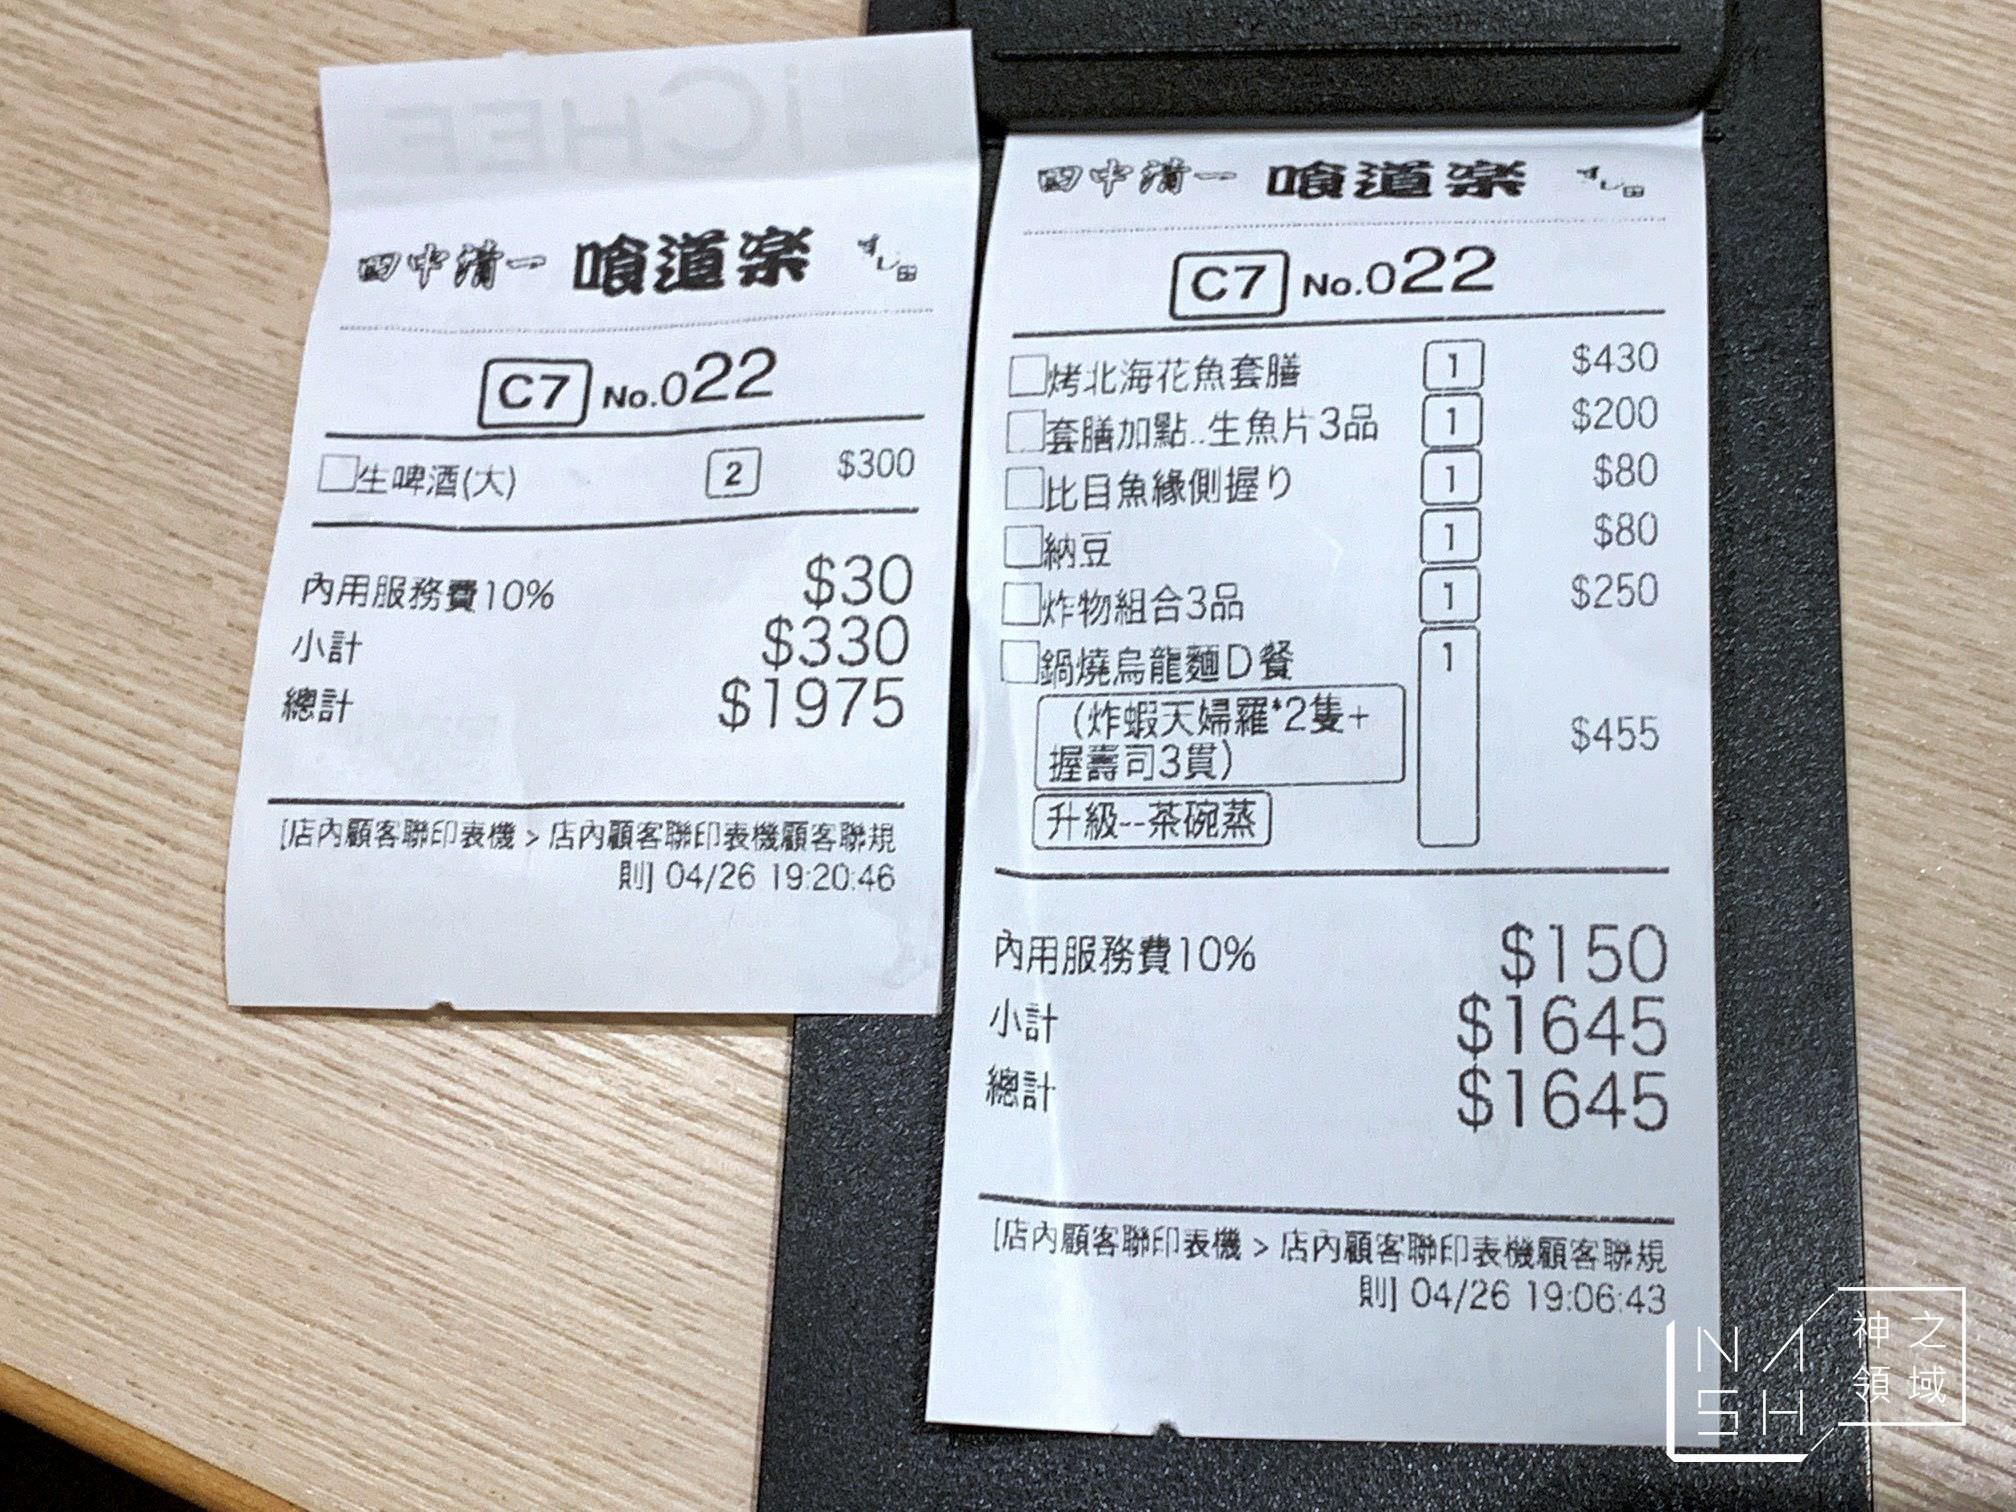 iCHEF
田中清一 喰道楽 すし田
C7 No.022
生啤酒(大) 2 $300
內用服務費10% $30
小計 $330
總計 $1975
[店內顧客聯印表機 > 店內顧客聯印表機顧客聯規
則] 04/26 19:20:46
田中清一 喰道楽 すし田
C7 No.022
烤北海花魚套膳 1 $430
套膳加點..生魚片3品 1 $200
比目魚緣側握り 1 $80
納豆 1 $80
炸物組合3品 1 $250
鍋燒烏龍麵D餐 1
(炸蝦天婦羅*2隻+
握壽司3貫) $455
升級--茶碗蒸
內用服務費10% $150
小計 $1645
總計 $1645
[店內顧客聯印表機 > 店內顧客聯印表機顧客聯規
則] 04/26 19:06:43
NASH
神之
領域